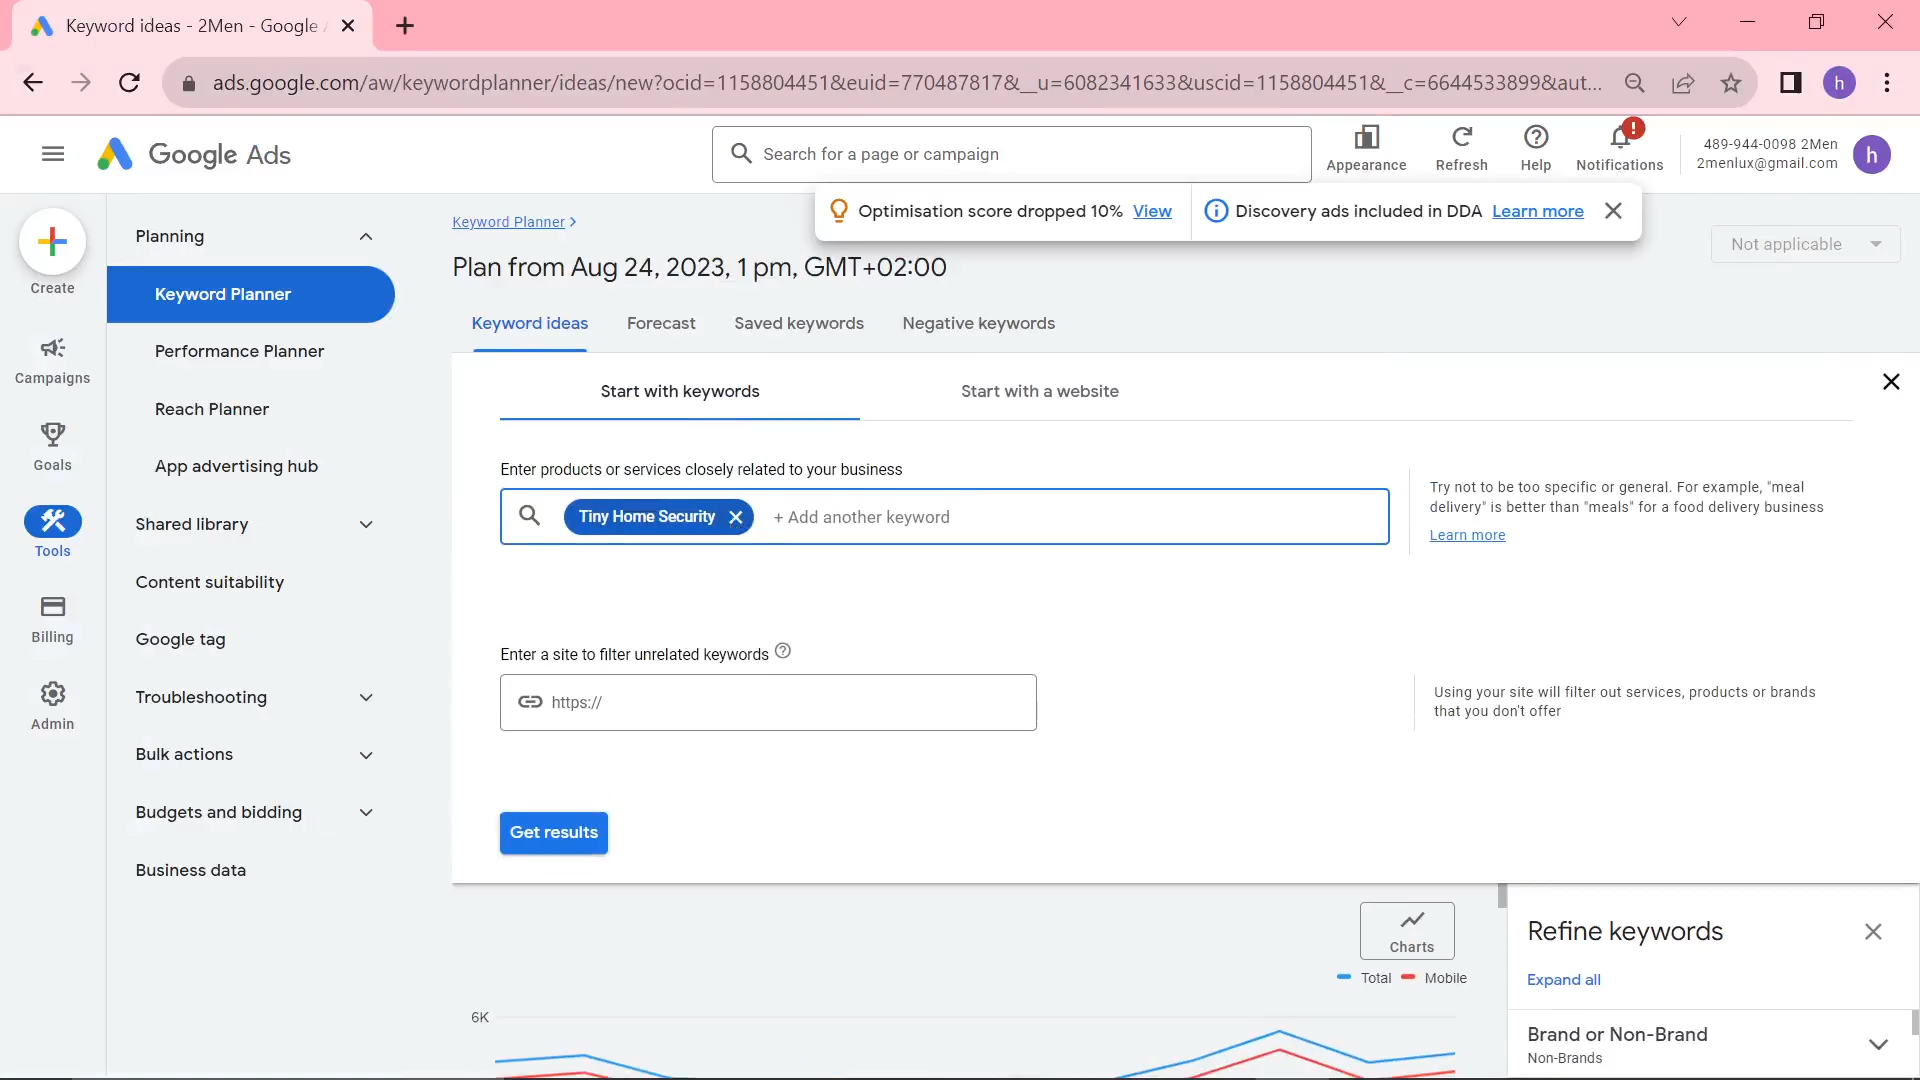 Keyword ideas - 2Men - Google
ads.google.com/aw/keywordplanner/ideas/new?ocid=1158804451&euid=770487817&__u=6082341633&uscid=1158804451&__c=6644533899&aut...
h
Google Ads
Search for a page or campaign
Appearance
Refresh
Help
Notifications
489-944-0098 2Men
2menlux@gmail.com
h
Optimisation score dropped 10% View
Discovery ads included in DDA Learn more
Create
Campaigns
Goals
Tools
Billing
Admin
Planning
Keyword Planner
Performance Planner
Reach Planner
App advertising hub
Shared library
Content suitability
Google tag
Troubleshooting
Bulk actions
Budgets and bidding
Business data
Keyword Planner
Plan from Aug 24, 2023, 1 pm, GMT+02:00
Not applicable
Keyword ideas
Forecast
Saved keywords
Negative keywords
Start with keywords
Start with a website
Enter products or services closely related to your business
Tiny Home Security
+ Add another keyword
Try not to be too specific or general. For example, "meal
delivery" is better than "meals" for a food delivery business
Learn more
Enter a site to filter unrelated keywords
https://
Using your site will filter out services, products or brands
that you don't offer
Get results
Charts
Total
Mobile
6K
Refine keywords
Expand all
Brand or Non-Brand
Non-Brands